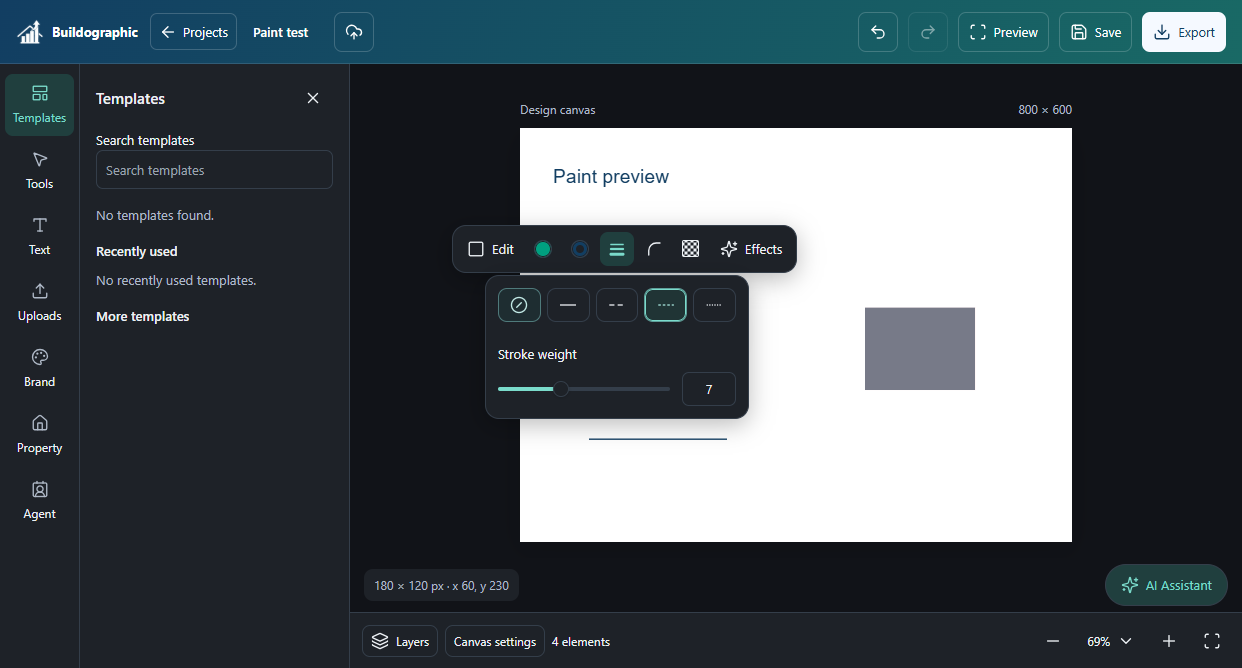 Buildographic
Projects
Paint test
Preview
Save
Export
Templates
Tools
Text
Uploads
Brand
Property
Agent
Templates
Search templates
Search templates
No templates found.
Recently used
No recently used templates.
More templates
Design canvas
800 × 600
Paint preview
Edit
Effects
Stroke weight
7
180 × 120 px · x 60, y 230
AI Assistant
Layers
Canvas settings
4 elements
69%